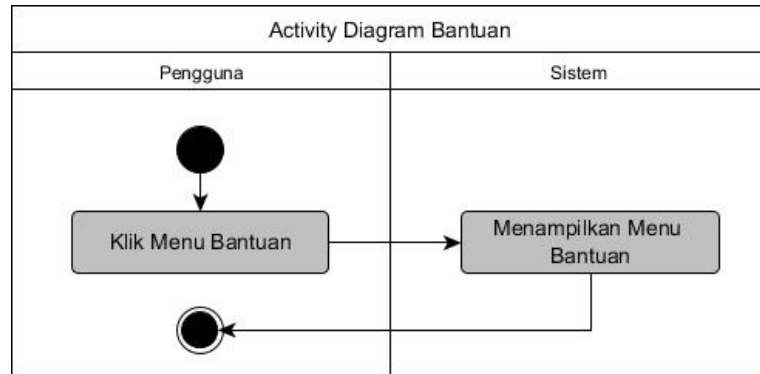 Activity Diagram Bantuan
Pengguna
Sistem
Klik Menu Bantuan
Menampilkan Menu
Bantuan